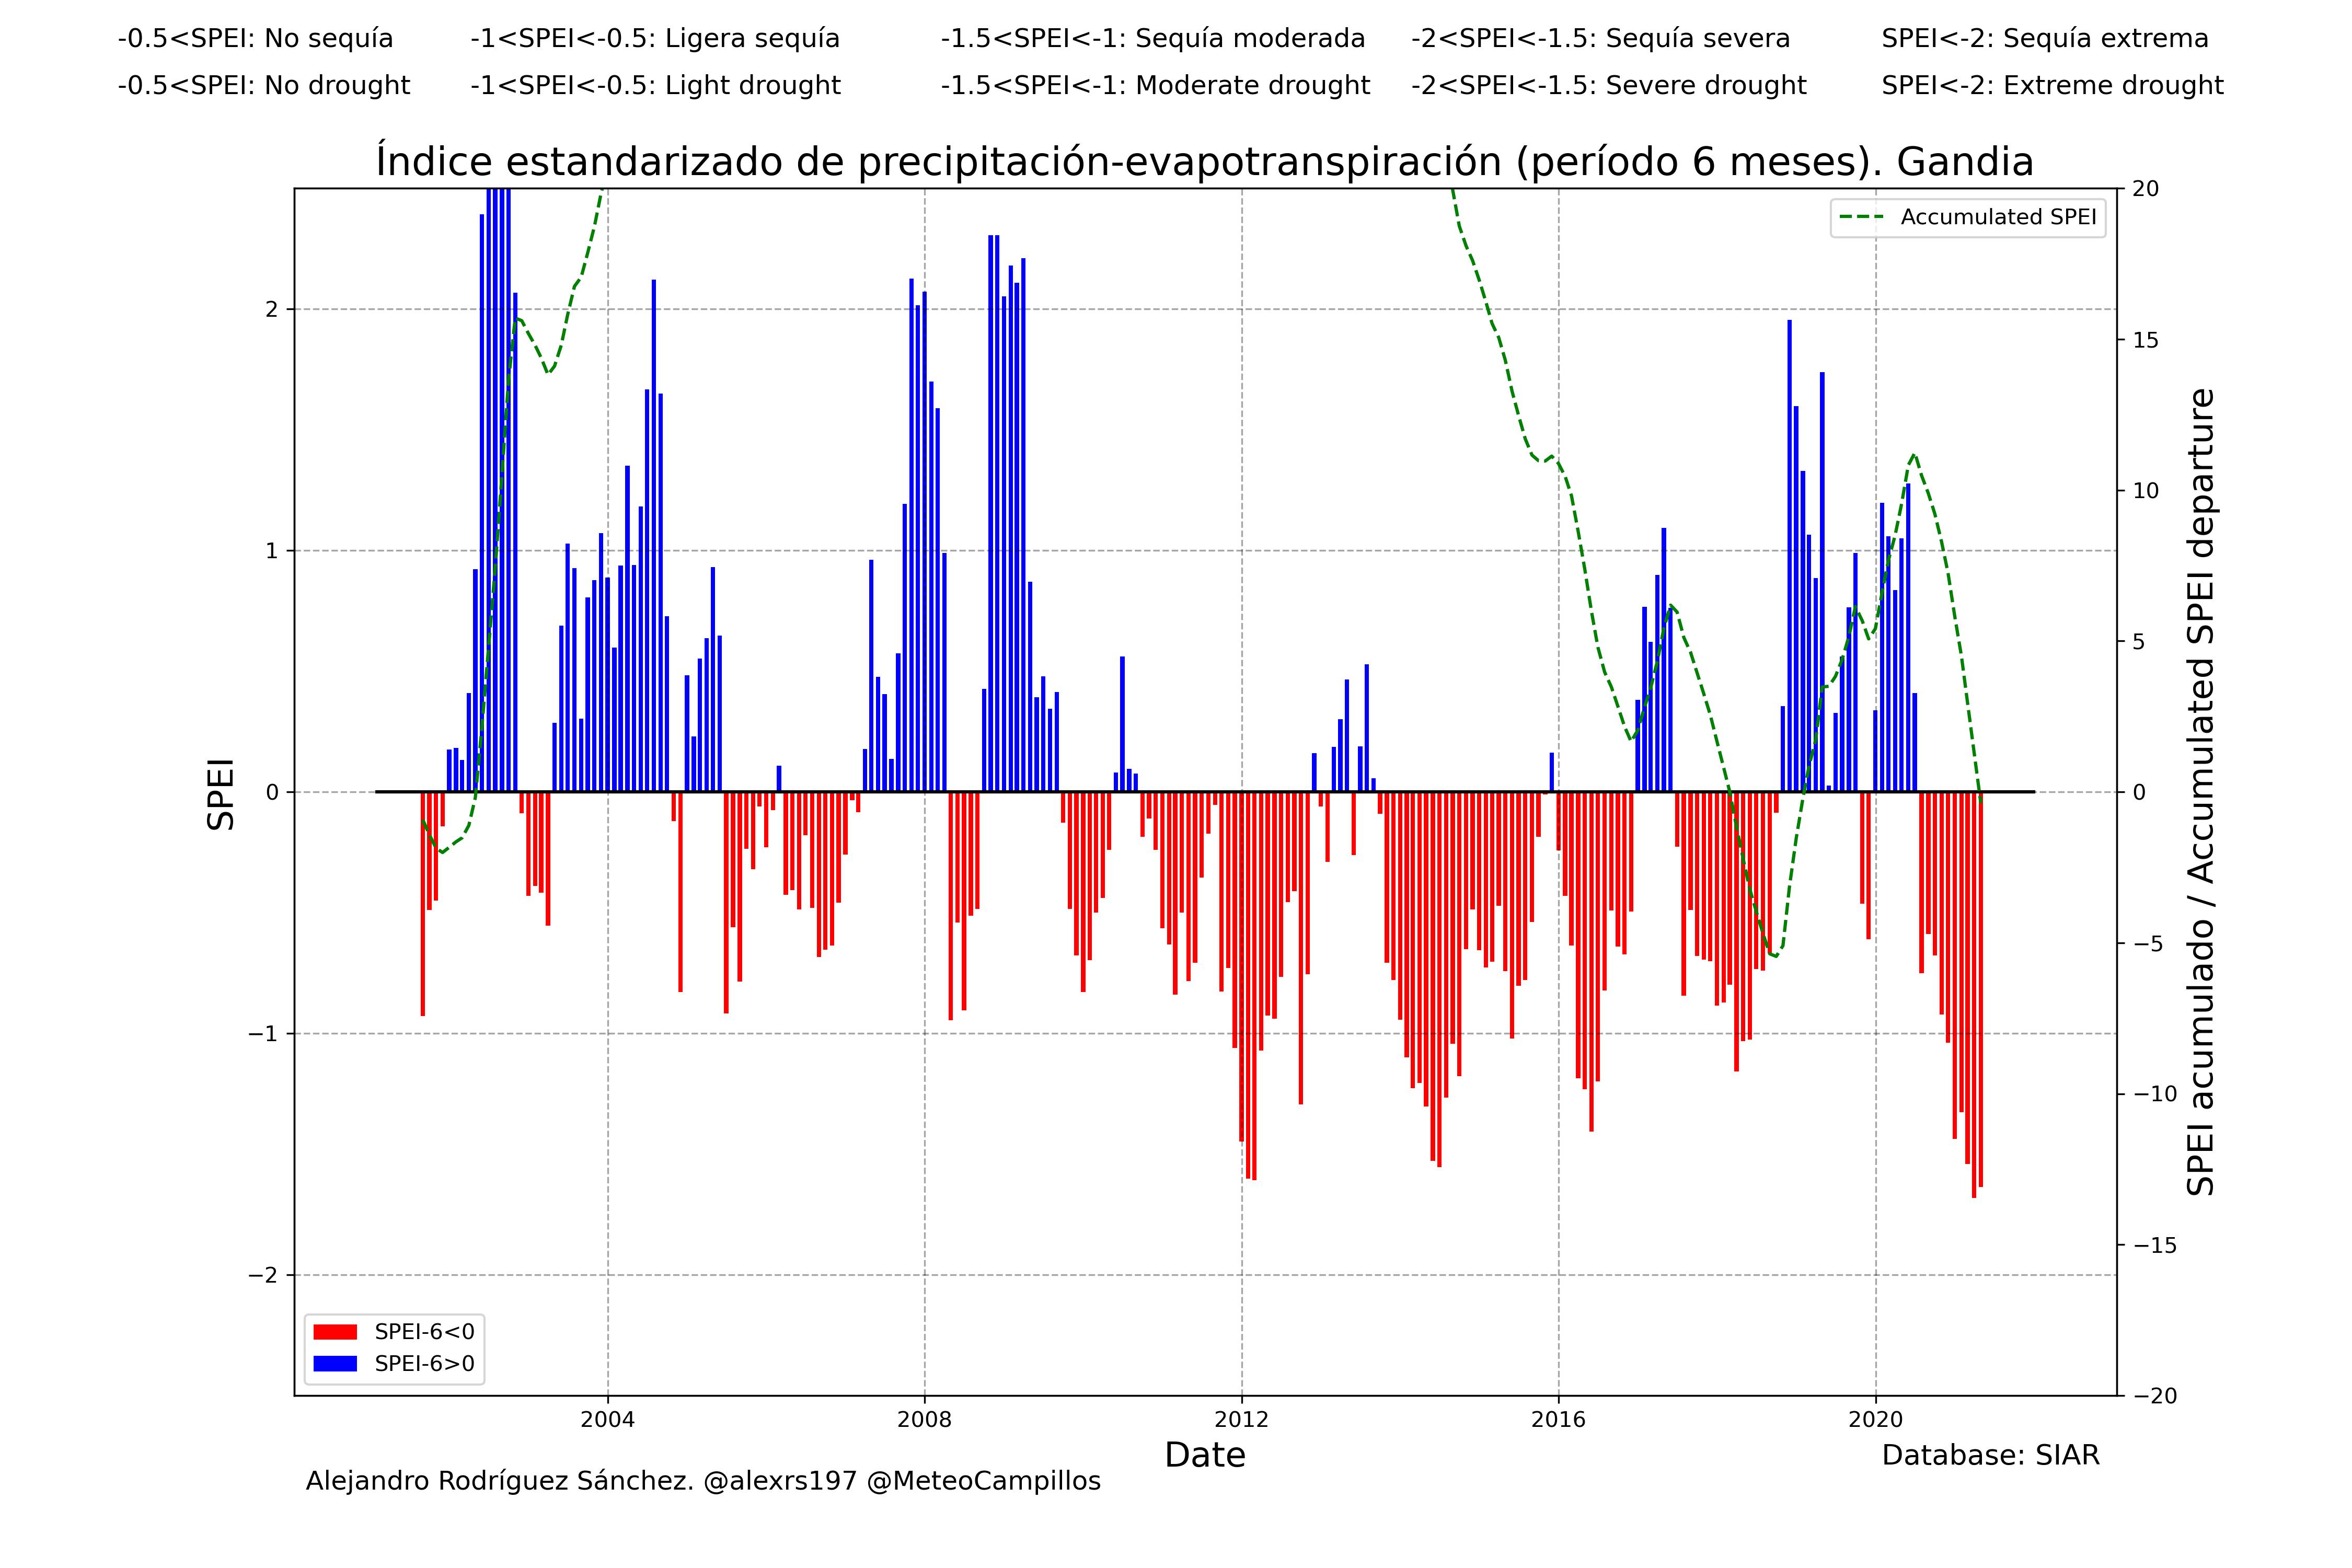 -0.5<SPEI: No sequía -1<SPEI<-0.5: Ligera sequía -1.5<SPEI<-1: Sequía moderada -2<SPEI<-1.5: Sequía severa SPEI<-2: Sequía extrema
-0.5<SPEI: No drought -1<SPEI<-0.5: Light drought -1.5<SPEI<-1: Moderate drought -2<SPEI<-1.5: Severe drought SPEI<-2: Extreme drought
Índice estandarizado de precipitación-evapotranspiración (período 6 meses). Gandia
Accumulated SPEI
SPEI
2
1
0
−1
−2
20
15
10
5
0
−5
−10
−15
−20
SPEI acumulado / Accumulated SPEI departure
SPEI-6<0
SPEI-6>0
2004 2008 2012 2016 2020
Date
Database: SIAR
Alejandro Rodríguez Sánchez. @alexrs197 @MeteoCampillos